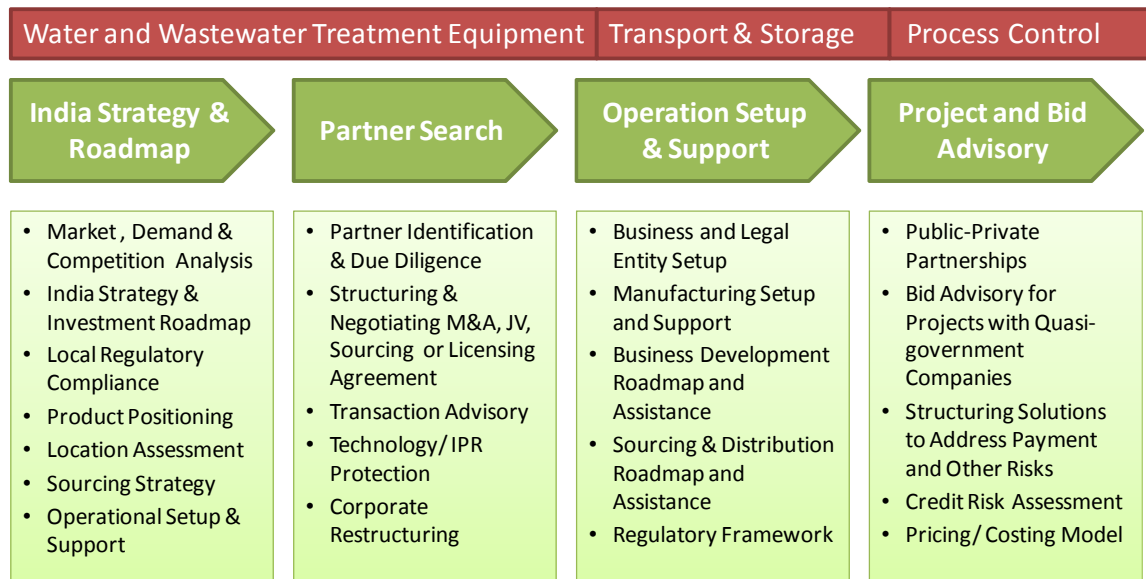 Water and Wastewater Treatment Equipment
Transport & Storage
Process Control
India Strategy &
Roadmap
Partner Search
Operation Setup
& Support
Project and Bid
Advisory
• Market , Demand &
Competition Analysis
• India Strategy &
Investment Roadmap
• Local Regulatory
Compliance
• Product Positioning
• Location Assessment
• Sourcing Strategy
• Operational Setup &
Support
• Partner Identification
& Due Diligence
• Structuring &
Negotiating M&A, JV,
Sourcing or Licensing
Agreement
• Transaction Advisory
• Technology/ IPR
Protection
• Corporate
Restructuring
• Business and Legal
Entity Setup
• Manufacturing Setup
and Support
• Business Development
Roadmap and
Assistance
• Sourcing & Distribution
Roadmap and
Assistance
• Regulatory Framework
• Public-Private
Partnerships
• Bid Advisory for
Projects with Quasi-
government
Companies
• Structuring Solutions
to Address Payment
and Other Risks
• Credit Risk Assessment
• Pricing/ Costing Model